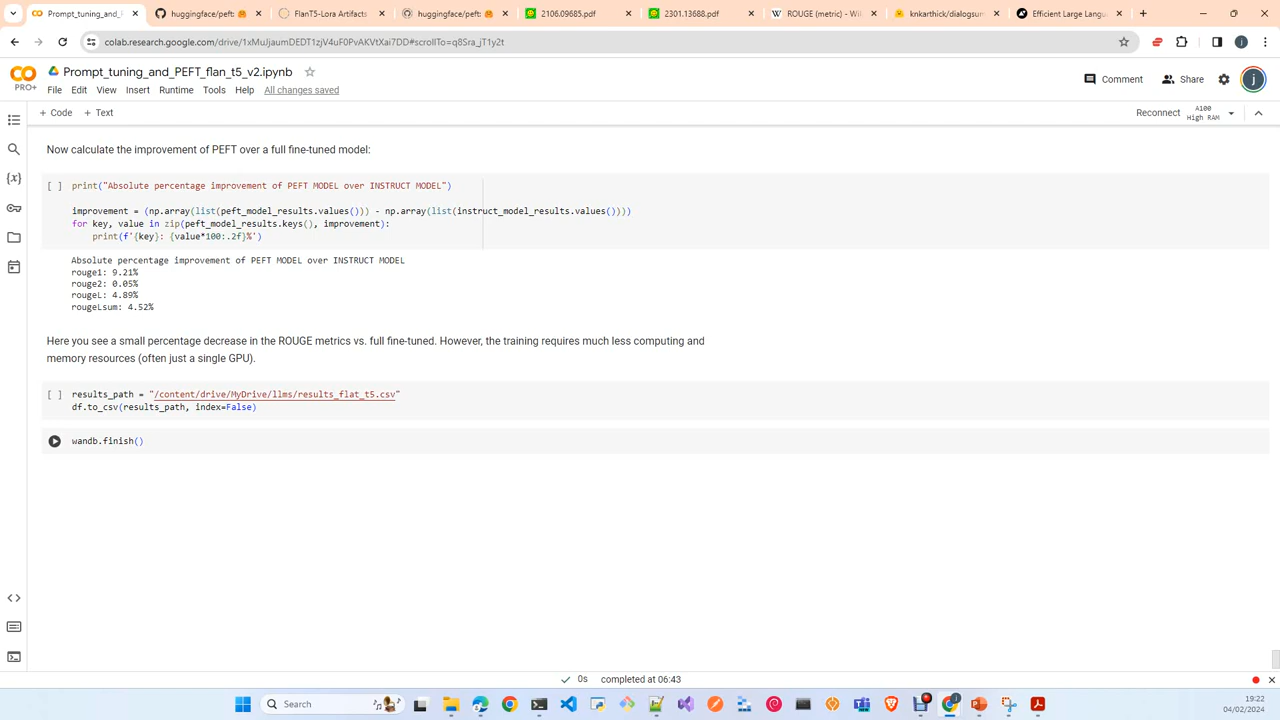 Prompt_tuning_and_PEFT_fl
huggingface/peft:
FlanT5-Lora Artifacts
huggingface/peft:
2106.09685.pdf
2301.13688.pdf
ROUGE (metric) - Wi
knkarthick/dialogsum
Efficient Large Langu
colab.research.google.com/drive/1xMuJjaumDEDT1zjV4uF0PvAKVtXai7DD#scrollTo=q8Sra_jT1y2t
CO
PRO+
Prompt_tuning_and_PEFT_flan_t5_v2.ipynb
Comment
Share
j
File Edit View Insert Runtime Tools Help All changes saved
+ Code + Text
Reconnect
A100
High RAM
Now calculate the improvement of PEFT over a full fine-tuned model:
[ ] print("Absolute percentage improvement of PEFT MODEL over INSTRUCT MODEL")
improvement = (np.array(list(peft_model_results.values())) - np.array(list(instruct_model_results.values())))
for key, value in zip(peft_model_results.keys(), improvement):
print(f'{key}: {value*100:.2f}%')
Absolute percentage improvement of PEFT MODEL over INSTRUCT MODEL
rouge1: 9.21%
rouge2: 0.05%
rougeL: 4.89%
rougeLsum: 4.52%
Here you see a small percentage decrease in the ROUGE metrics vs. full fine-tuned. However, the training requires much less computing and
memory resources (often just a single GPU).
[ ] results_path = "/content/drive/MyDrive/llms/results_flat_t5.csv"
df.to_csv(results_path, index=False)
wandb.finish()
0s completed at 06:43
Search
19:22
04/02/2024